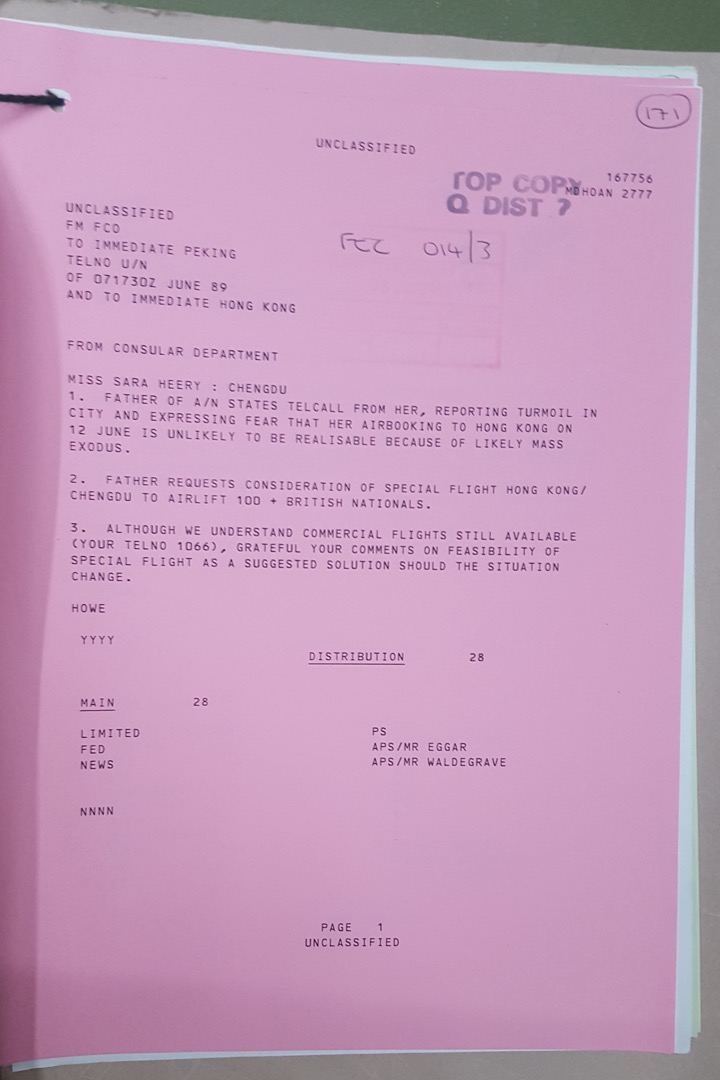 171
UNCLASSIFIED
167756
MDHOAN 2777
TOP COPY
Q DIST ?
UNCLASSIFIED
FM FCO
TO IMMEDIATE PEKING
TELNO U/N
OF 071730Z JUNE 89
AND TO IMMEDIATE HONG KONG
FEC 014/3
FROM CONSULAR DEPARTMENT
MISS SARA HEERY : CHENGDU
1. FATHER OF A/N STATES TELCALL FROM HER, REPORTING TURMOIL IN
CITY AND EXPRESSING FEAR THAT HER AIRBOOKING TO HONG KONG ON
12 JUNE IS UNLIKELY TO BE REALISABLE BECAUSE OF LIKELY MASS
EXODUS.
2. FATHER REQUESTS CONSIDERATION OF SPECIAL FLIGHT HONG KONG/
CHENGDU TO AIRLIFT 100 + BRITISH NATIONALS.
3. ALTHOUGH WE UNDERSTAND COMMERCIAL FLIGHTS STILL AVAILABLE
(YOUR TELNO 1066), GRATEFUL YOUR COMMENTS ON FEASIBILITY OF
SPECIAL FLIGHT AS A SUGGESTED SOLUTION SHOULD THE SITUATION
CHANGE.
HOWE
YYYY
DISTRIBUTION 28
MAIN 28
LIMITED PS
FED APS/MR EGGAR
NEWS APS/MR WALDEGRAVE
NNNN
PAGE 1
UNCLASSIFIED